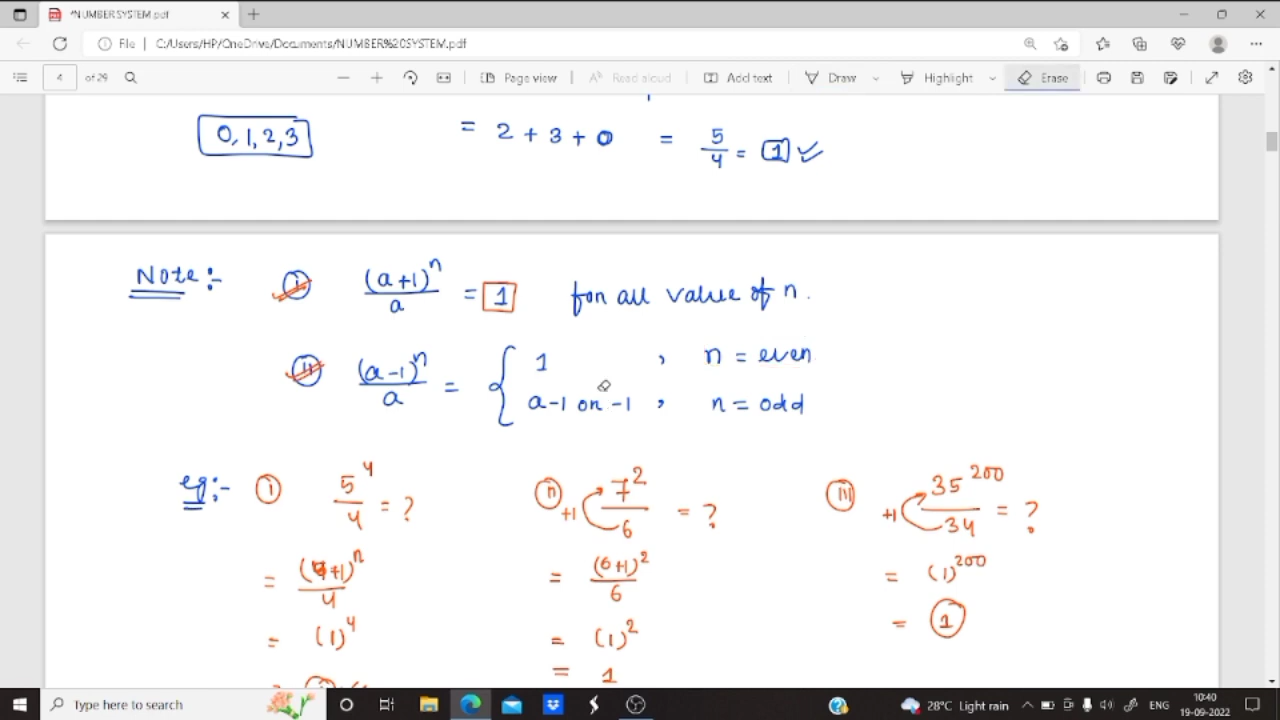 *NUMBER SYSTEM.pdf
File | C:/Users/HP/OneDrive/Documents/NUMBER%20SYSTEM.pdf
4 of 29 Page view Read aloud Add text Draw Highlight Erase
0, 1, 2, 3 = 2 + 3 + 0 = 5/4 = 1 ✓
Note :- (i) (a+1)^n / a = 1 for all value of n.
(ii) (a-1)^n / a = { 1 , n = even
a-1 or -1 , n = odd
eg:- (i) 5^4 / 4 = ? (ii) +1 7^2 / 6 = ? (iii) +1 35^200 / 34 = ?
= (4+1)^n / 4 = (6+1)^2 / 6 = (1)^200
= (1)^4 = (1)^2 = 1
= 1
Type here to search 28°C Light rain ENG 10:40
19-09-2022